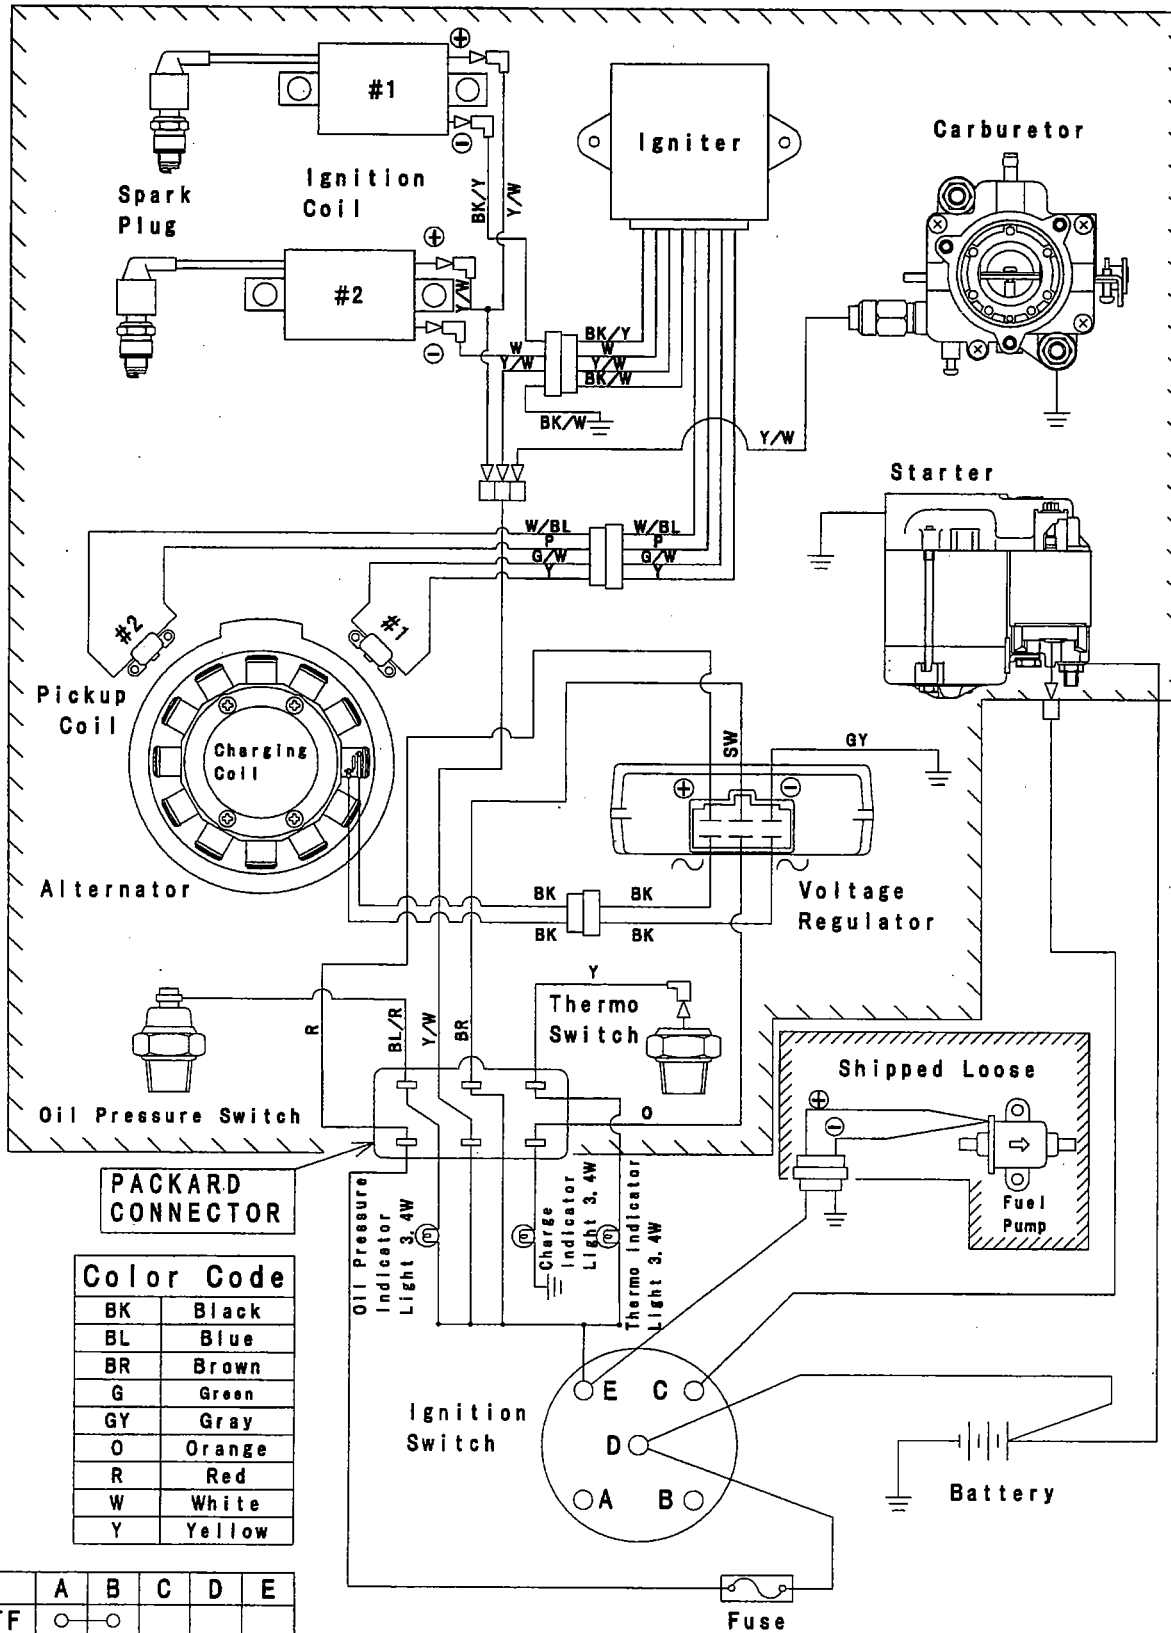 #1
⊕
⊖
Igniter
Carburetor
Spark
Plug
Ignition
Coil
BK/Y
Y/W
#2
⊕
⊖
Y/W
W
Y/W
BK/Y
W
Y/W
BK/W
BK/W
Y/W
Starter
W/BL
P
G/W
Y
W/BL
P
G/W
Y
#2
#1
Pickup
Coil
Charging
Coil
SW
GY
⊕
⊖
Alternator
BK
BK
BK
BK
Voltage
Regulator
R
BL/R
Y/W
BR
Y
Thermo
Switch
Oil Pressure Switch
O
Shipped Loose
⊕
⊖
Fuel
Pump
PACKARD
CONNECTOR
Oil Pressure
Indicator
Light 3.4W
Charge
Indicator
Light 3.4W
Thermo indicator
Light 3.4W
Color Code
BK Black
BL Blue
BR Brown
G Green
GY Gray
O Orange
R Red
W White
Y Yellow
Ignition
Switch
E C
D
A B
Battery
Fuse
A B C D E
F